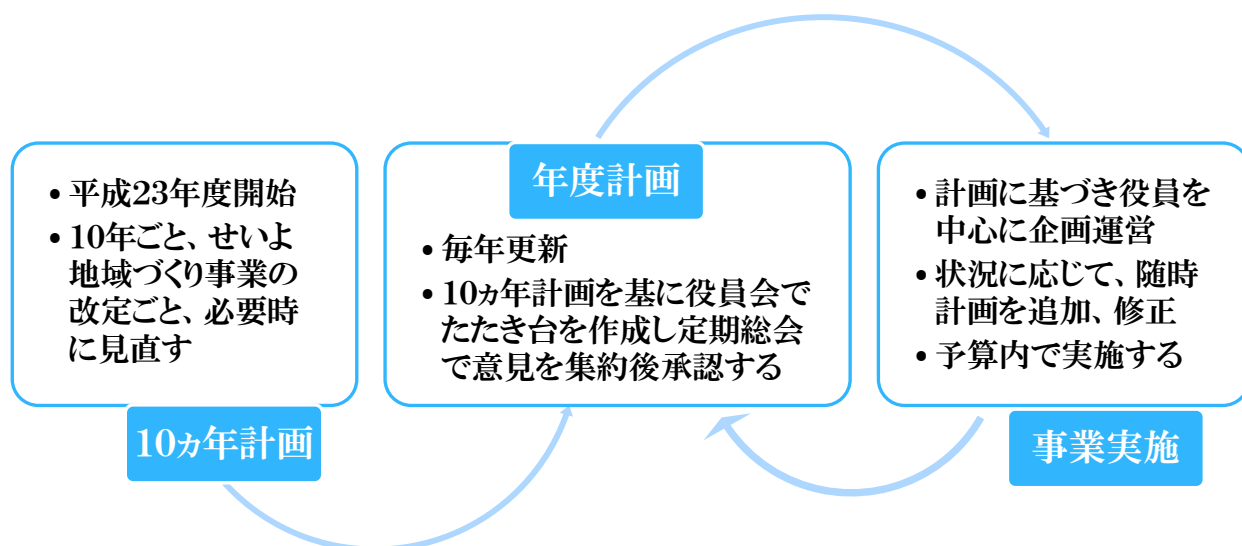 • 平成23年度開始
• 10年ごと、せいよ
地域づくり事業の
改定ごと、必要時
に見直す
10ヵ年計画
年度計画
• 毎年更新
• 10ヵ年計画を基に役員会で
たたき台を作成し定期総会
で意見を集約後承認する
• 計画に基づき役員を
中心に企画運営
• 状況に応じて、随時
計画を追加、修正
• 予算内で実施する
事業実施